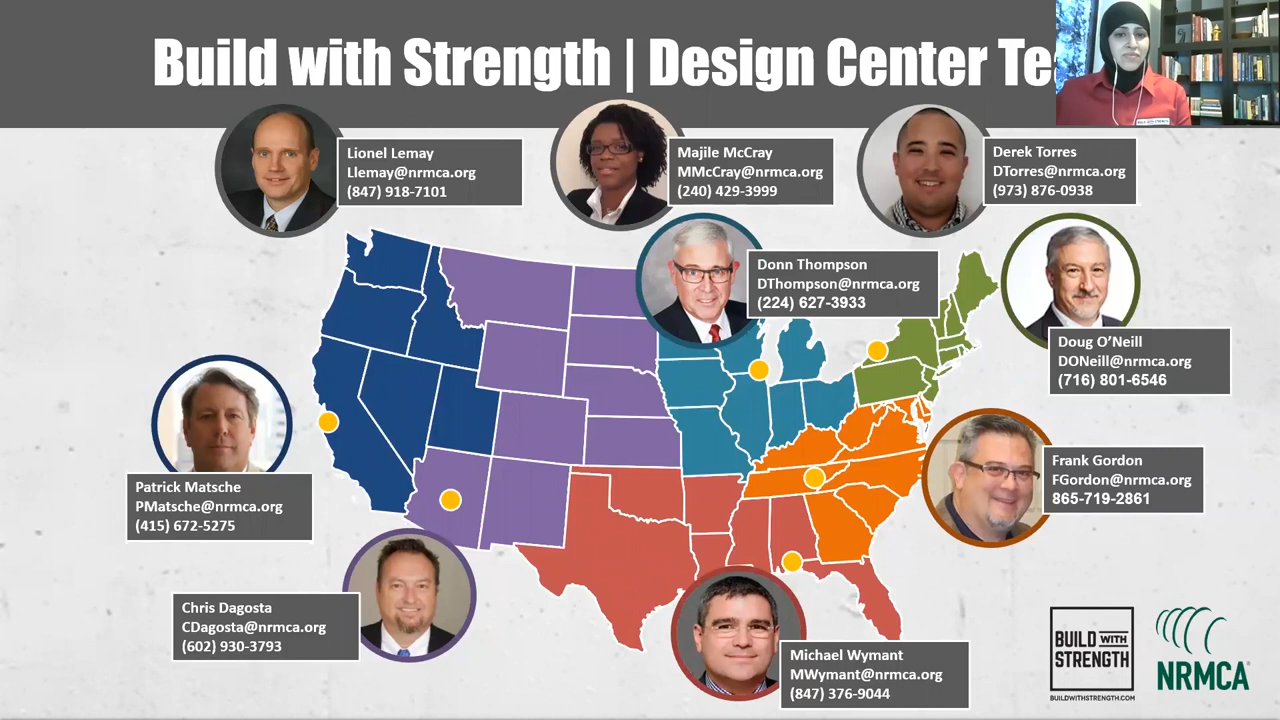 Build with Strength | Design Center Te
Lionel Lemay
Llemay@nrmca.org
(847) 918-7101
Majile McCray
MMcCray@nrmca.org
(240) 429-3999
Derek Torres
DTorres@nrmca.org
(973) 876-0938
Donn Thompson
DThompson@nrmca.org
(224) 627-3933
Doug O'Neill
DONeill@nrmca.org
(716) 801-6546
Patrick Matsche
PMatsche@nrmca.org
(415) 672-5275
Frank Gordon
FGordon@nrmca.org
865-719-2861
Chris Dagosta
CDagosta@nrmca.org
(602) 930-3793
Michael Wymant
MWymant@nrmca.org
(847) 376-9044
BUILD WITH
STRENGTH
BUILDWITHSTRENGTH.COM
NRMCA